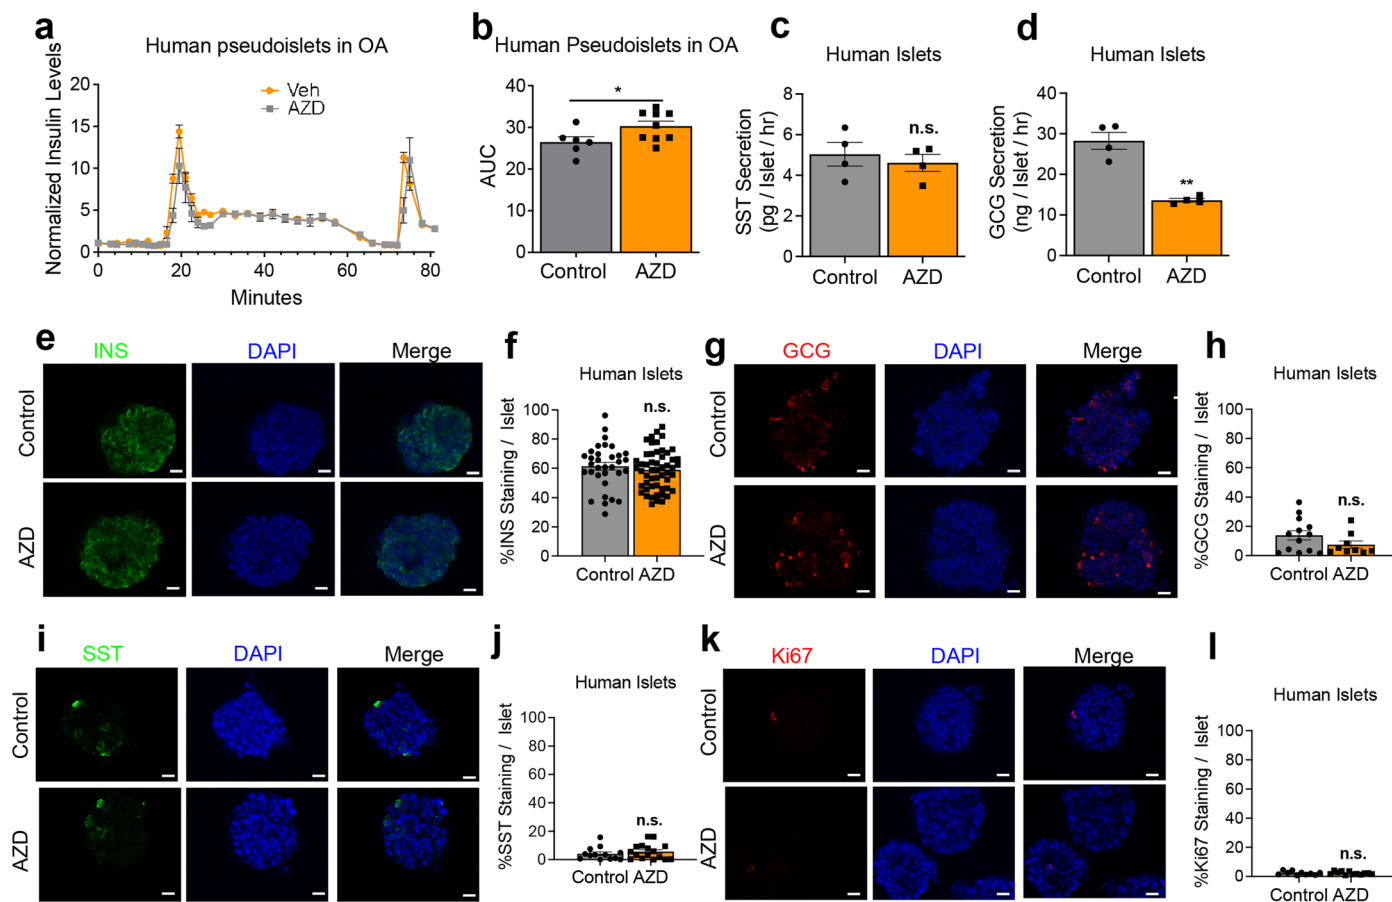 a
Human pseudoislets in OA
Normalized Insulin Levels
20
15
10
5
0
Veh
AZD
0 20 40 60 80
Minutes
b
Human Pseudoislets in OA
AUC
40
30
20
10
0
*
Control AZD
c
Human Islets
SST Secretion
(pg / Islet / hr)
8
6
4
2
0
n.s.
Control AZD
d
Human Islets
GCG Secretion
(ng / Islet / hr)
40
30
20
10
0
**
Control AZD
e
INS DAPI Merge
Control
AZD
f
Human Islets
%INS Staining / Islet
100
80
60
40
20
0
n.s.
Control AZD
g
GCG DAPI Merge
Control
AZD
h
Human Islets
%GCG Staining / Islet
100
80
60
40
20
0
n.s.
Control AZD
i
SST DAPI Merge
Control
AZD
j
Human Islets
%SST Staining / Islet
100
80
60
40
20
0
n.s.
Control AZD
k
Ki67 DAPI Merge
Control
AZD
l
Human Islets
%Ki67 Staining / Islet
100
80
60
40
20
0
n.s.
Control AZD